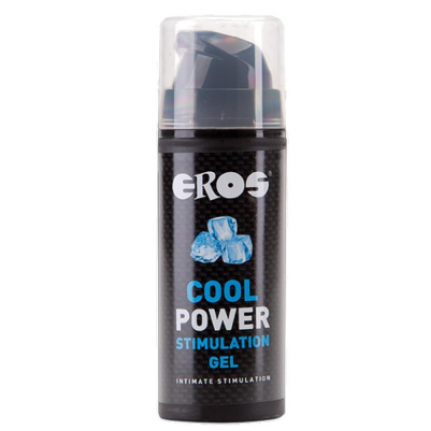 EROS
COOL
POWER
STIMULATION
GEL
INTIMATE STIMULATION